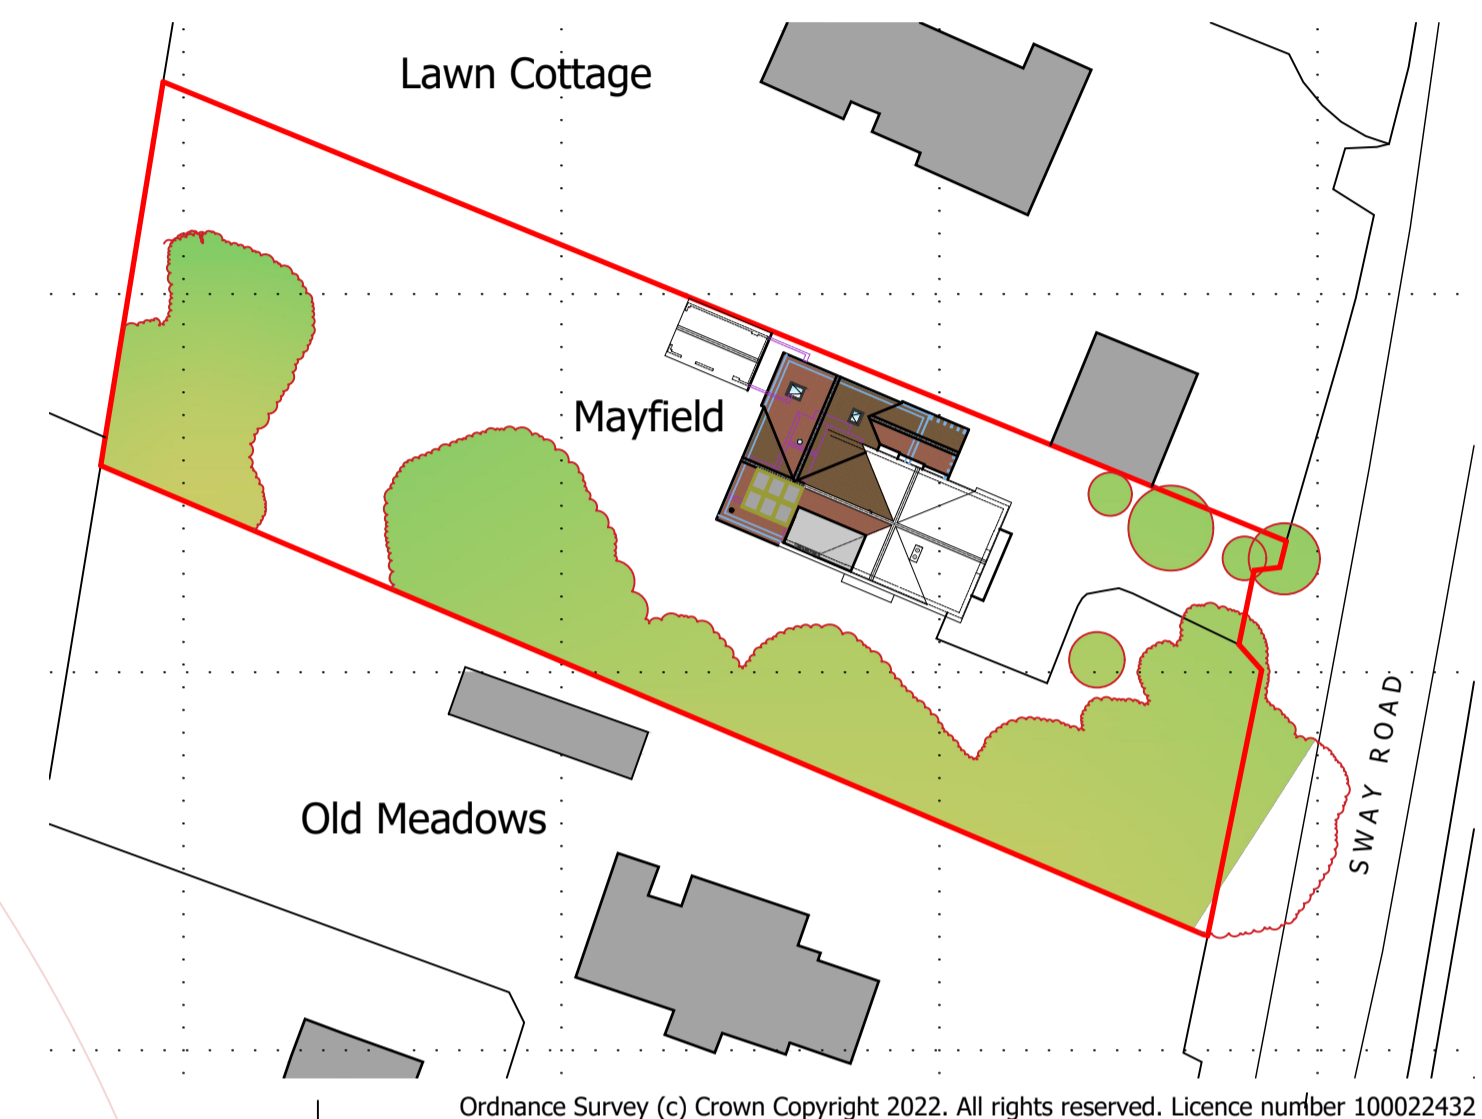 Lawn Cottage
Mayfield
SWAY ROAD
Old Meadows
Ordnance Survey (c) Crown Copyright 2022. All rights reserved. Licence number 100022432